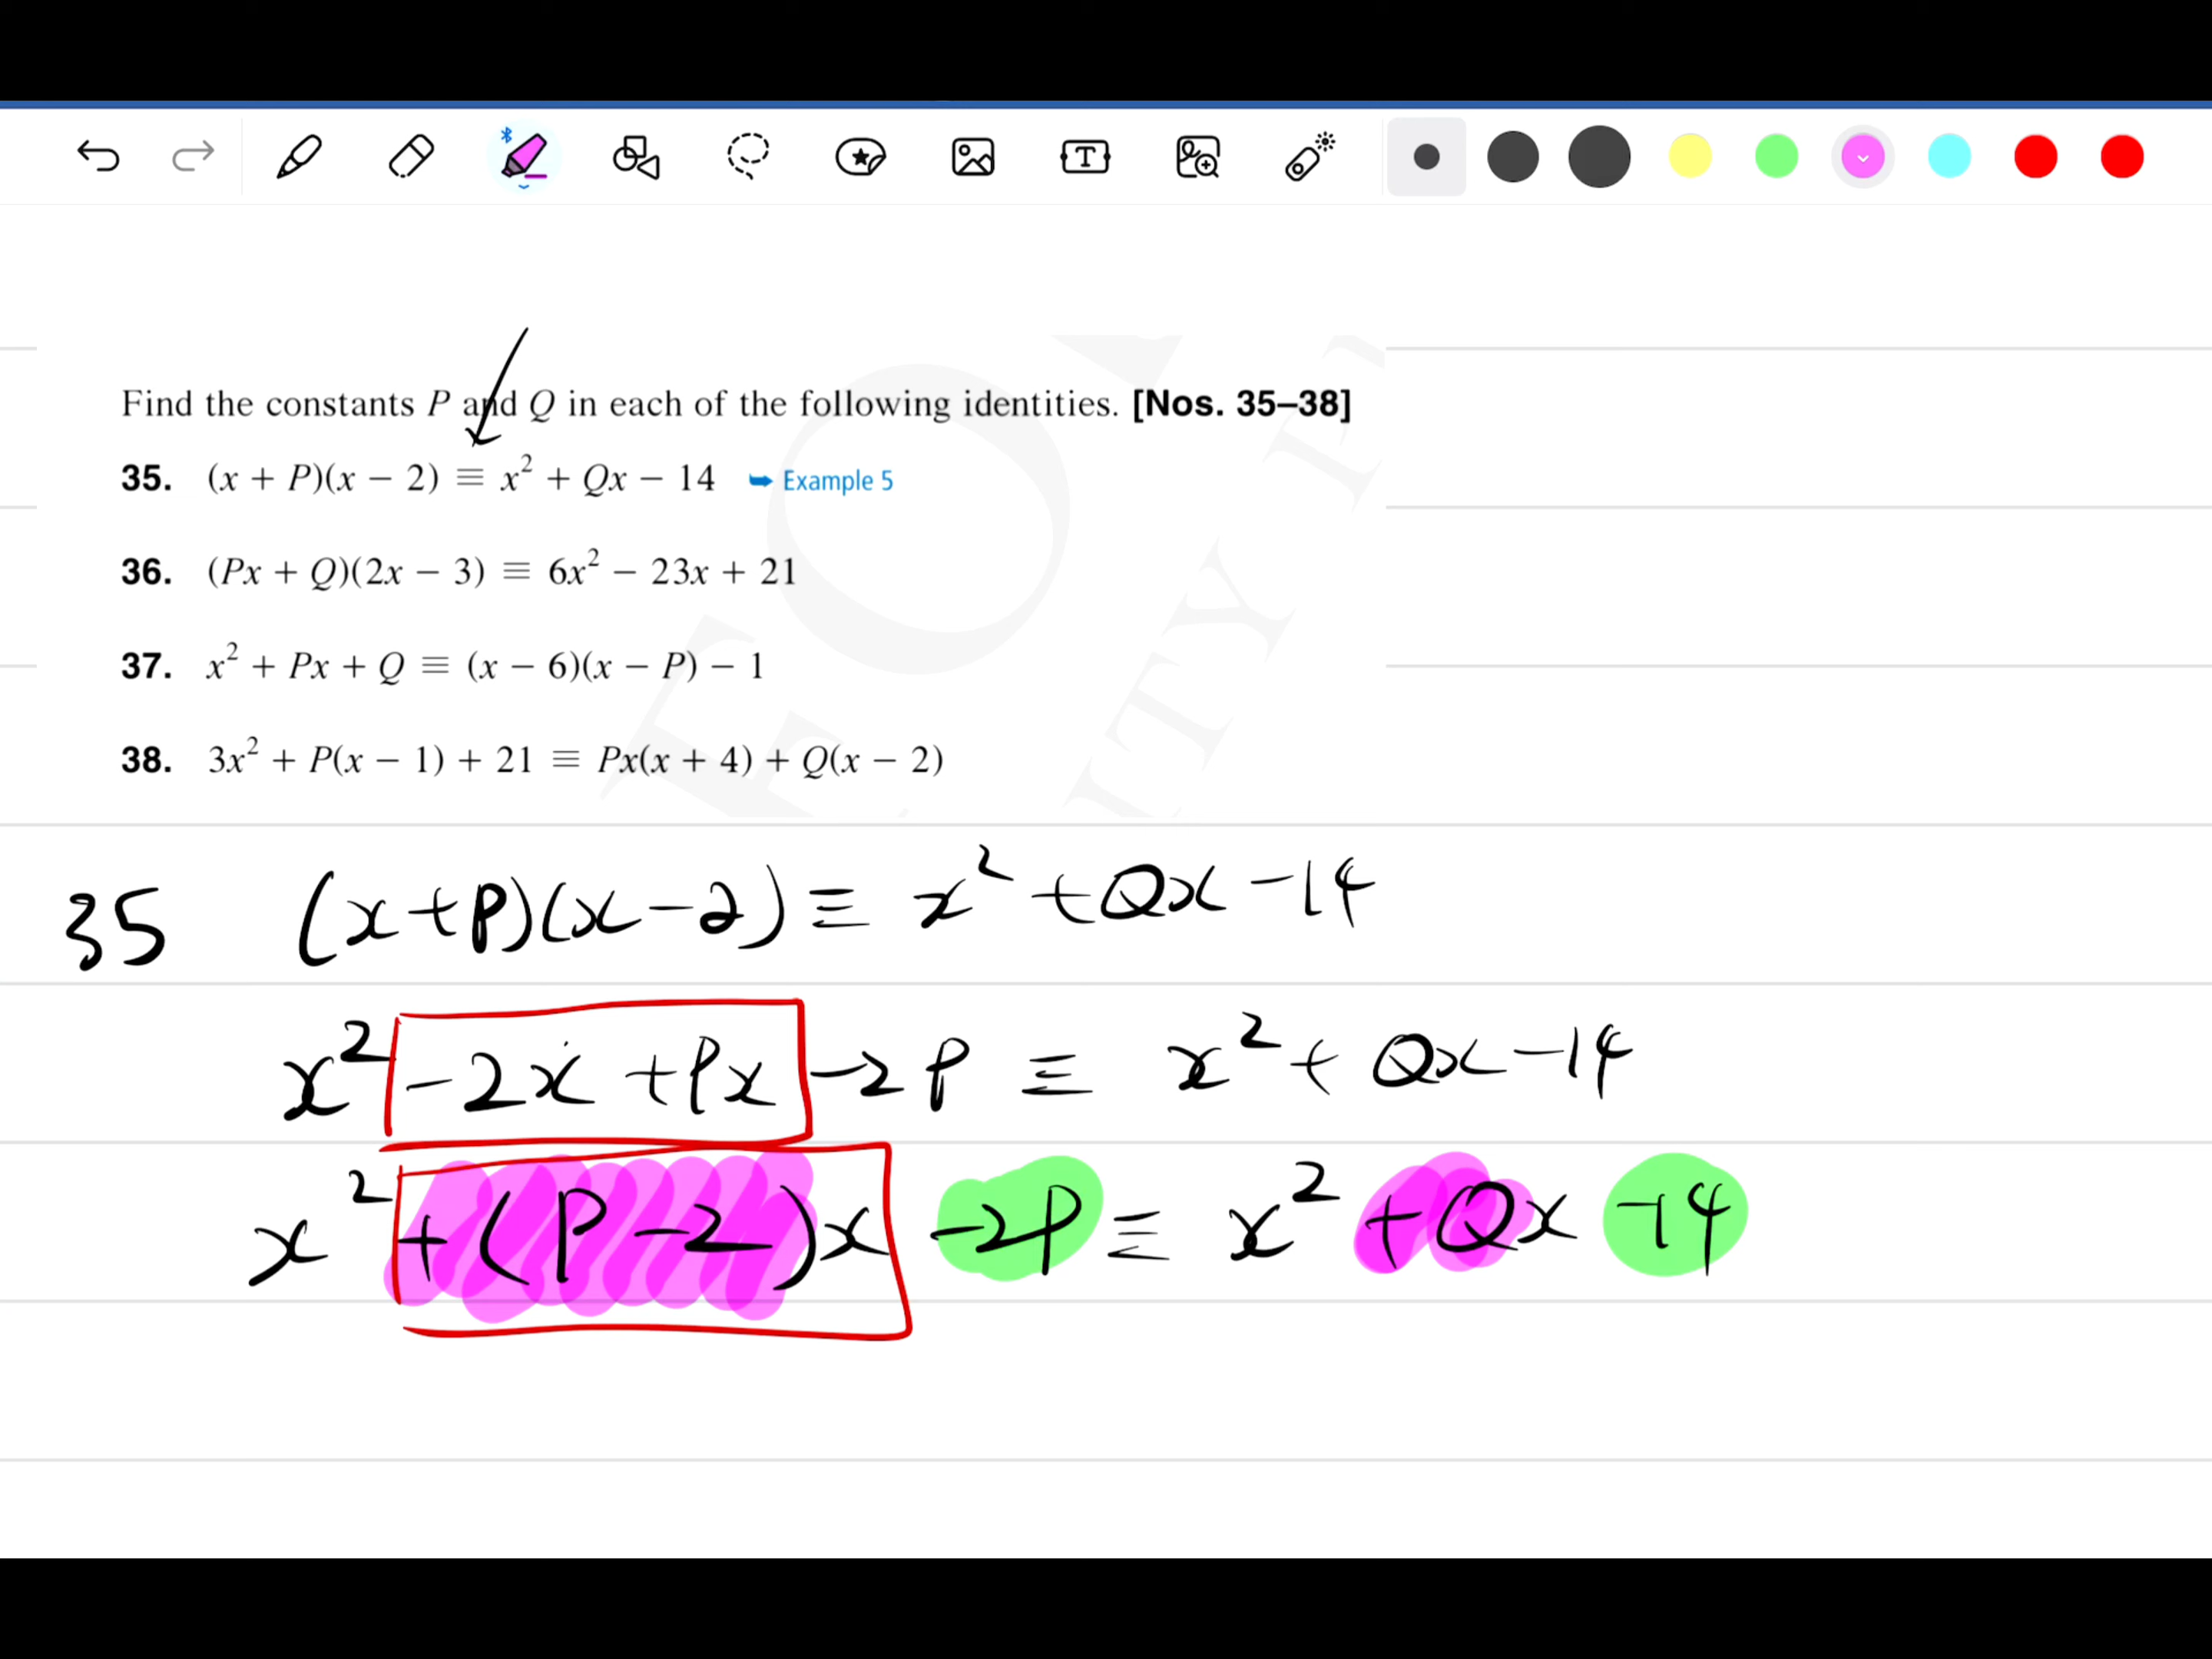 Find the constants P and Q in each of the following identities. [Nos. 35–38]
35. (x + P)(x − 2) ≡ x² + Qx − 14 ➥ Example 5
36. (Px + Q)(2x − 3) ≡ 6x² − 23x + 21
37. x² + Px + Q ≡ (x − 6)(x − P) − 1
38. 3x² + P(x − 1) + 21 ≡ Px(x + 4) + Q(x − 2)
35 (x+P)(x−2) ≡ x² + Qx −14
x² −2x +Px −2P ≡ x² + Qx −14
x² +(P−2)x −2P ≡ x² +Qx −14